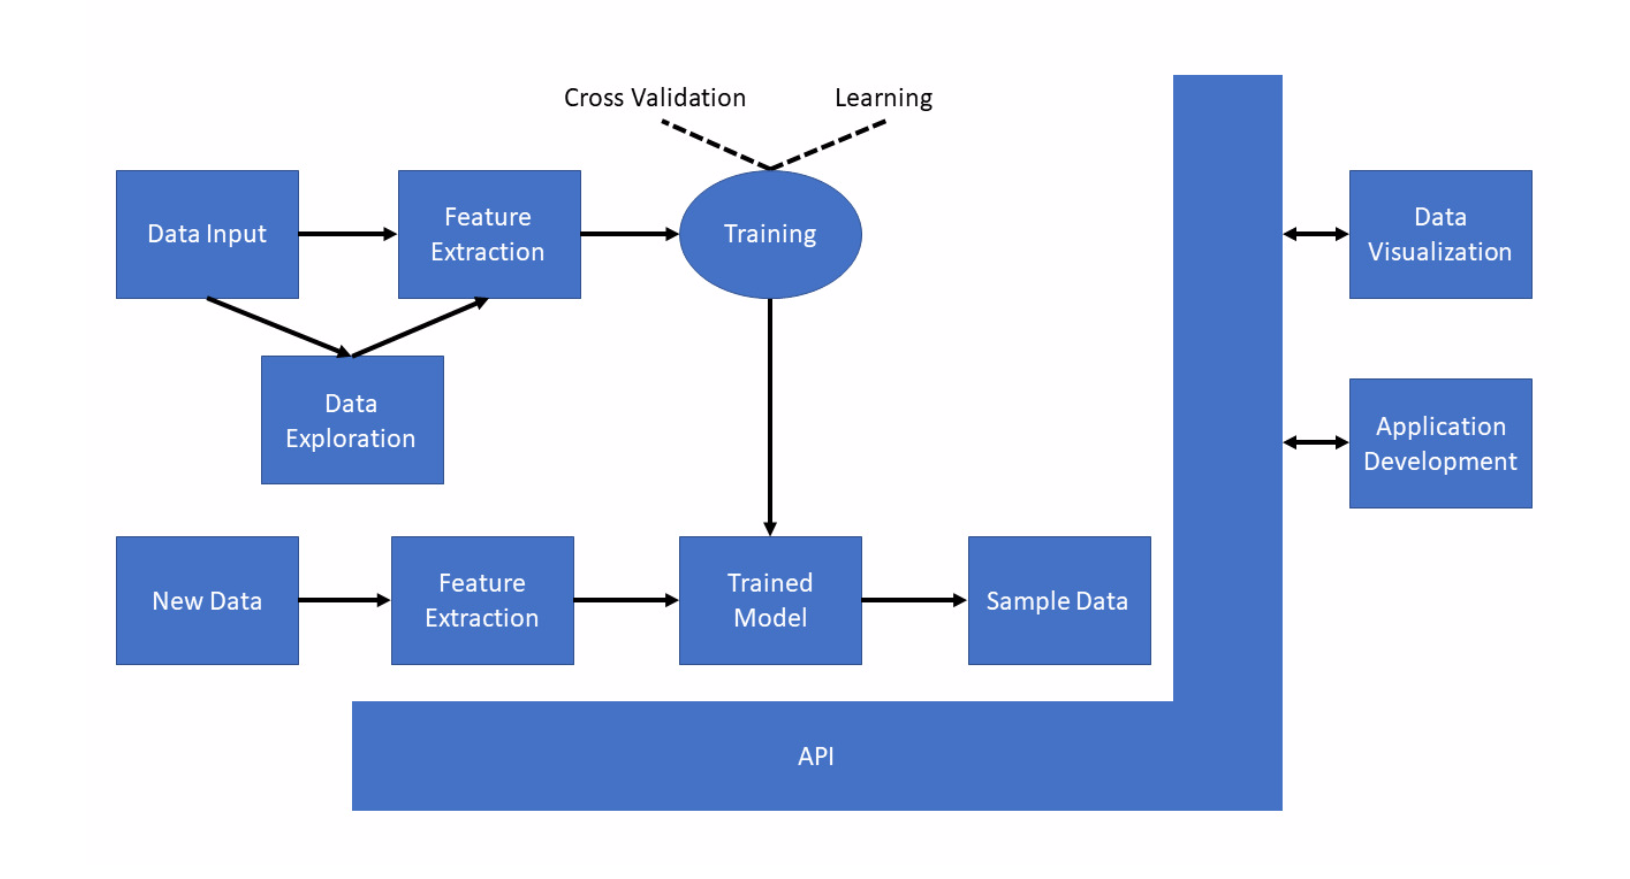 Cross Validation
Learning
Data Input
Feature
Extraction
Training
Data
Visualization
Data
Exploration
Application
Development
New Data
Feature
Extraction
Trained
Model
Sample Data
API